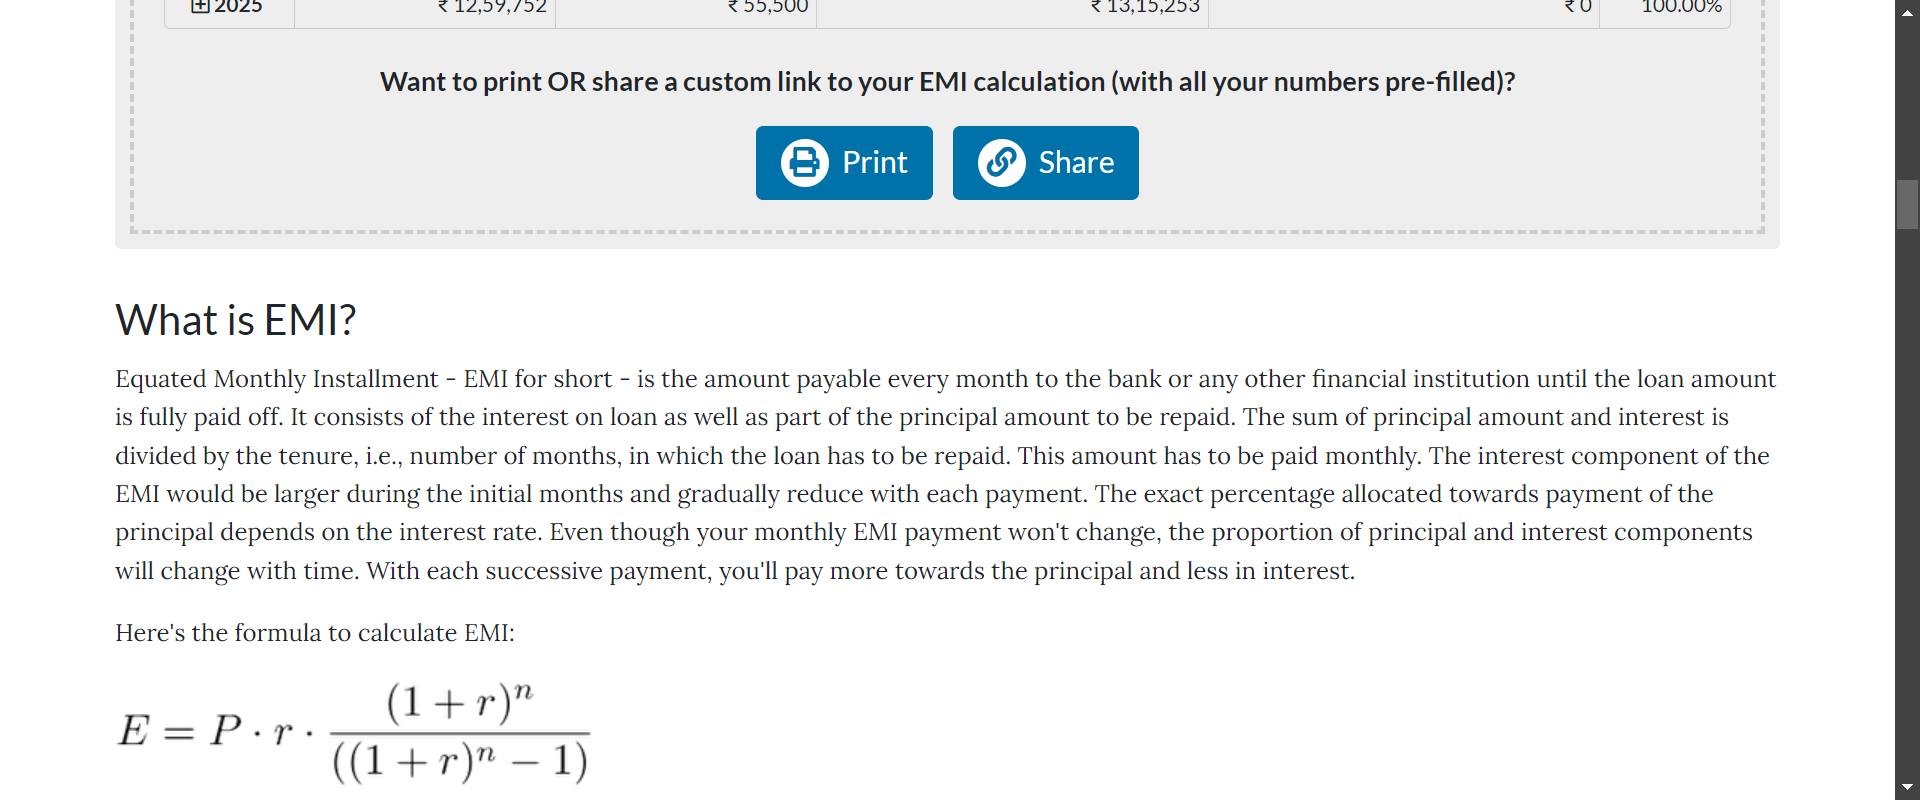 2025 ₹ 12,59,752 ₹ 55,500 ₹ 13,15,253 ₹ 0 100.00%
Want to print OR share a custom link to your EMI calculation (with all your numbers pre-filled)?
Print Share
What is EMI?
Equated Monthly Installment - EMI for short - is the amount payable every month to the bank or any other financial institution until the loan amount
is fully paid off. It consists of the interest on loan as well as part of the principal amount to be repaid. The sum of principal amount and interest is
divided by the tenure, i.e., number of months, in which the loan has to be repaid. This amount has to be paid monthly. The interest component of the
EMI would be larger during the initial months and gradually reduce with each payment. The exact percentage allocated towards payment of the
principal depends on the interest rate. Even though your monthly EMI payment won't change, the proportion of principal and interest components
will change with time. With each successive payment, you'll pay more towards the principal and less in interest.
Here's the formula to calculate EMI:
E = P · r · (1 + r)^n / ((1 + r)^n − 1)